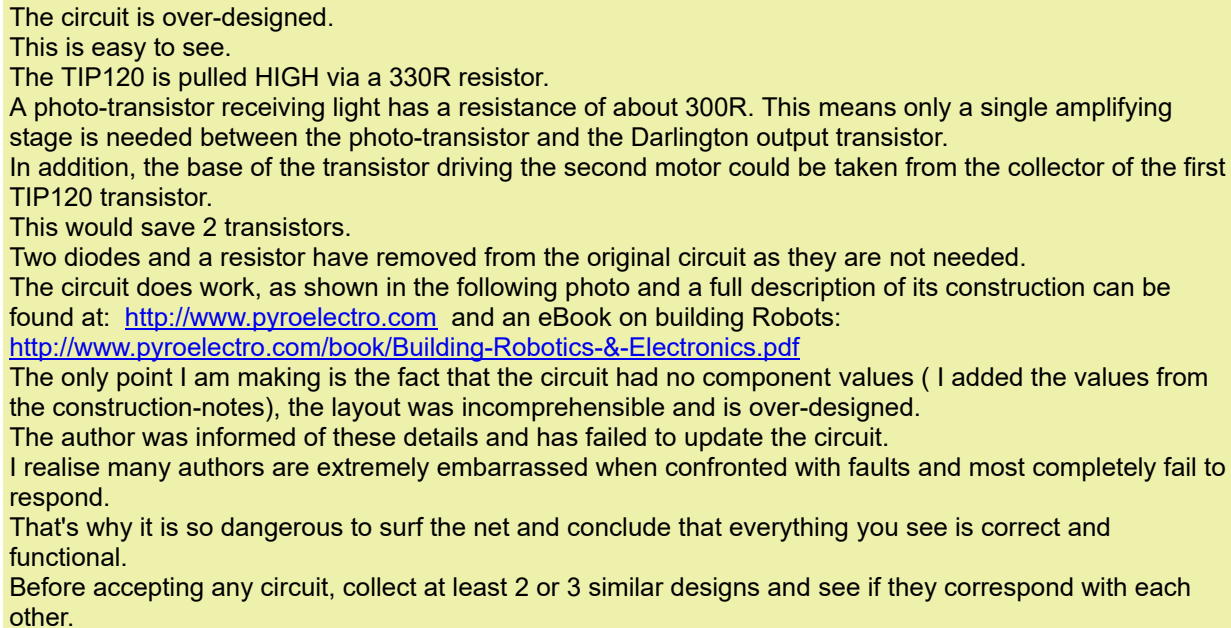 The circuit is over-designed.
This is easy to see.
The TIP120 is pulled HIGH via a 330R resistor.
A photo-transistor receiving light has a resistance of about 300R. This means only a single amplifying
stage is needed between the photo-transistor and the Darlington output transistor.
In addition, the base of the transistor driving the second motor could be taken from the collector of the first
TIP120 transistor.
This would save 2 transistors.
Two diodes and a resistor have removed from the original circuit as they are not needed.
The circuit does work, as shown in the following photo and a full description of its construction can be
found at:  http://www.pyroelectro.com  and an eBook on building Robots:
http://www.pyroelectro.com/book/Building-Robotics-&-Electronics.pdf
The only point I am making is the fact that the circuit had no component values ( I added the values from
the construction-notes), the layout was incomprehensible and is over-designed.
The author was informed of these details and has failed to update the circuit.
I realise many authors are extremely embarrassed when confronted with faults and most completely fail to
respond.
That's why it is so dangerous to surf the net and conclude that everything you see is correct and
functional.
Before accepting any circuit, collect at least 2 or 3 similar designs and see if they correspond with each
other.